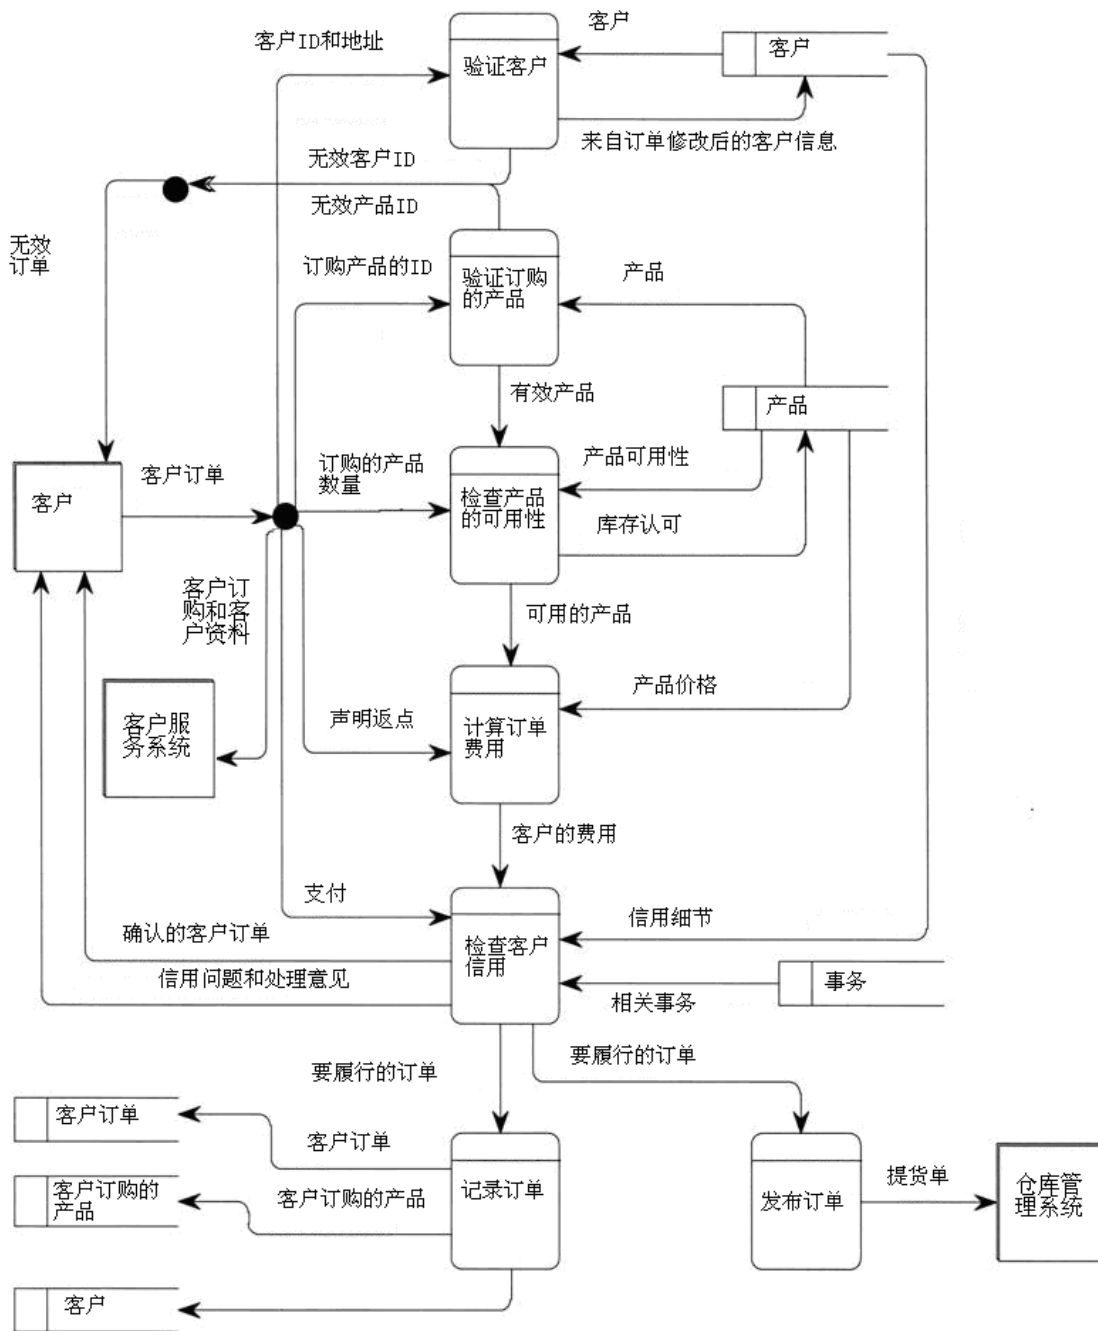 客户
客户ID和地址
客户
验证客户
来自订单修改后的客户信息
无效客户ID
无效产品ID
无效
订单
订购产品的ID
产品
验证订购
的产品
有效产品
产品
客户订单
订购的产品
数量
产品可用性
客户
检查产品
的可用性
库存认可
客户订
购和客
户资料
可用的产品
产品价格
客户服
务系统
声明返点
计算订单
费用
客户的费用
支付
信用细节
确认的客户订单
检查客户
信用
信用问题和处理意见
事务
相关事务
要履行的订单
要履行的订单
客户订单
客户订单
提货单
客户订购的
产品
客户订购的产品
记录订单
发布订单
仓库管
理系统
客户